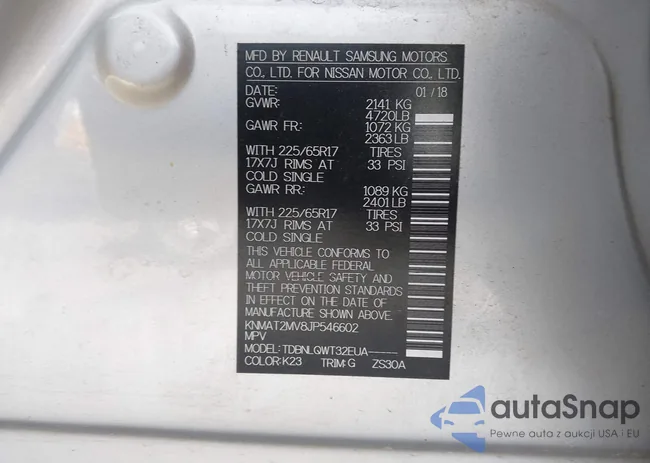 MFD BY RENAULT SAMSUNG MOTORS
CO., LTD. FOR NISSAN MOTOR CO., LTD.
DATE: 01 / 18
GVWR: 2141 KG
4720LB
GAWR FR: 1072 KG
2363LB
WITH 225/65R17 TIRES
17X7J RIMS AT 33 PSI
COLD SINGLE
GAWR RR: 1089 KG
2401LB
WITH 225/65R17 TIRES
17X7J RIMS AT 33 PSI
COLD SINGLE
THIS VEHICLE CONFORMS TO
ALL APPLICABLE FEDERAL
MOTOR VEHICLE SAFETY AND
THEFT PREVENTION STANDARDS
IN EFFECT ON THE DATE OF
MANUFACTURE SHOWN ABOVE.
KNMAT2MV8JP546602
MPV
MODEL: TDBNLQWT32EUA-----
COLOR:K23 TRIM:G ZS30A
autaSnap
Pewne auta z aukcji USA i EU